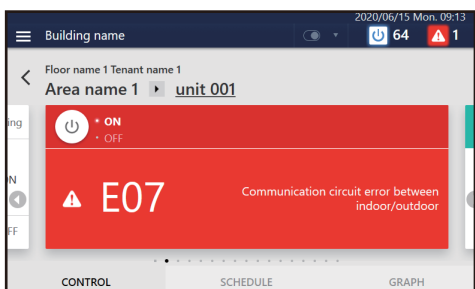 2020/06/15 Mon. 09:13
Building name
64
1
Floor name 1 Tenant name 1
Area name 1 unit 001
ing
ON
OFF
E07
Communication circuit error between
indoor/outdoor
N
FF
CONTROL SCHEDULE GRAPH